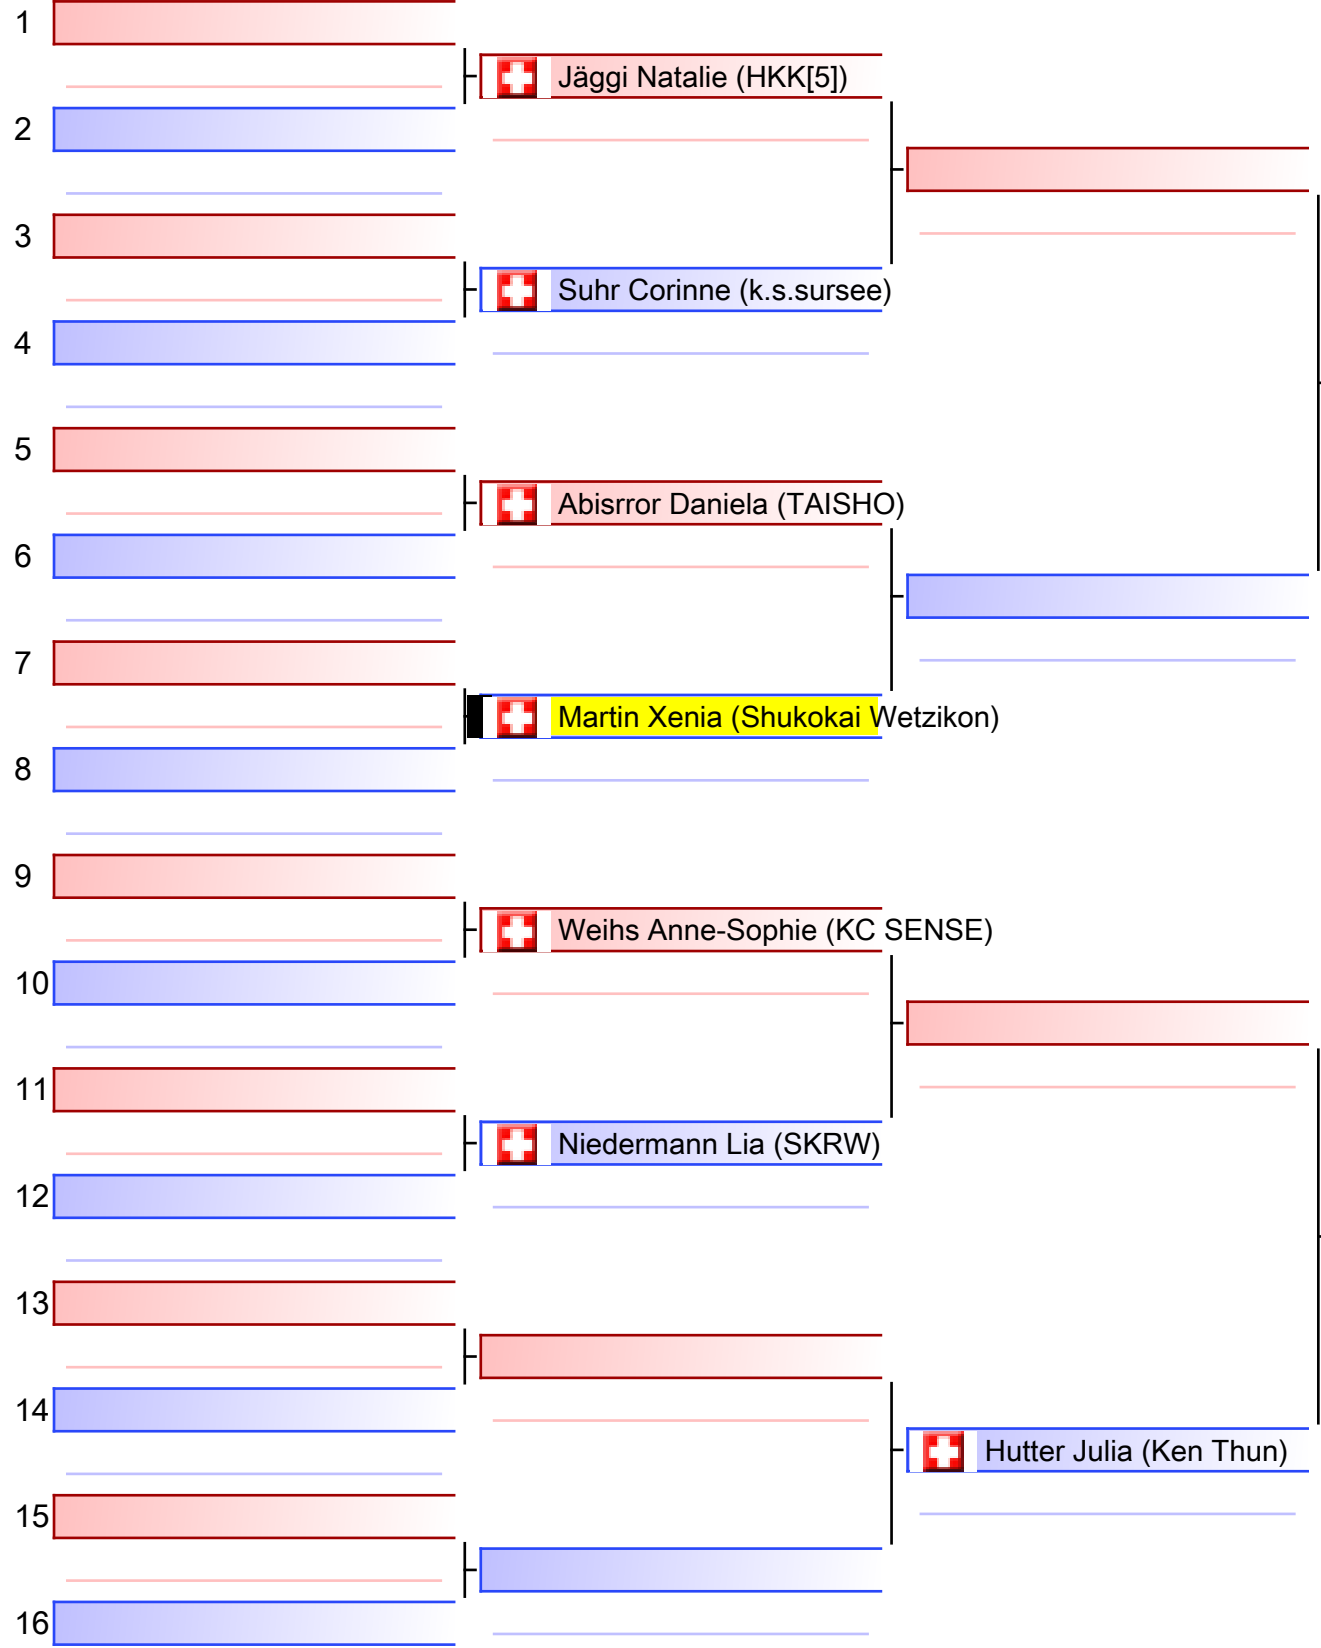 1
Jäggi Natalie (HKK[5])
2
3
Suhr Corinne (k.s.sursee)
4
5
Abisrror Daniela (TAISHO)
6
7
Martin Xenia (Shukokai Wetzikon)
8
9
Weihs Anne-Sophie (KC SENSE)
10
11
Niedermann Lia (SKRW)
12
13
14
Hutter Julia (Ken Thun)
15
16